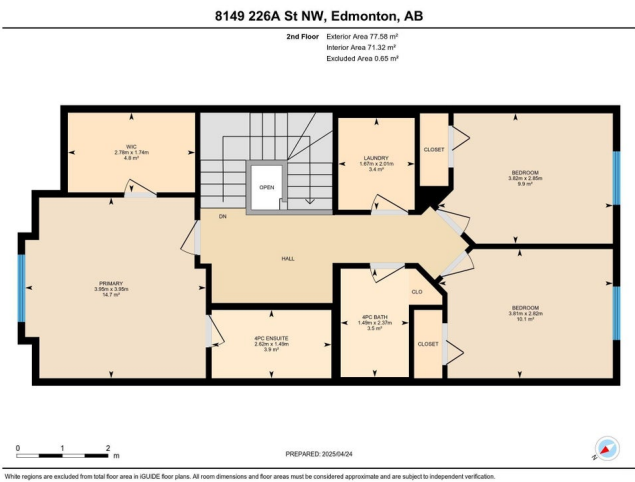 8149 226A St NW, Edmonton, AB
2nd Floor Exterior Area 77.58 m²
Interior Area 71.32 m²
Excluded Area 0.65 m²
WIC
2.78m x 1.74m
4.8 m²
OPEN
DN
LAUNDRY
1.67m x 2.01m
3.4 m²
CLOSET
BEDROOM
3.62m x 2.85m
9.9 m²
PRIMARY
3.95m x 3.95m
14.7 m²
HALL
4PC ENSUITE
2.62m x 1.49m
3.9 m²
4PC BATH
1.49m x 2.37m
3.5 m²
CLO
CLOSET
BEDROOM
3.61m x 2.82m
10.1 m²
0 1 2 m
PREPARED: 2025/04/24
N
White regions are excluded from total floor area in iGUIDE floor plans. All room dimensions and floor areas must be considered approximate and are subject to independent verification.